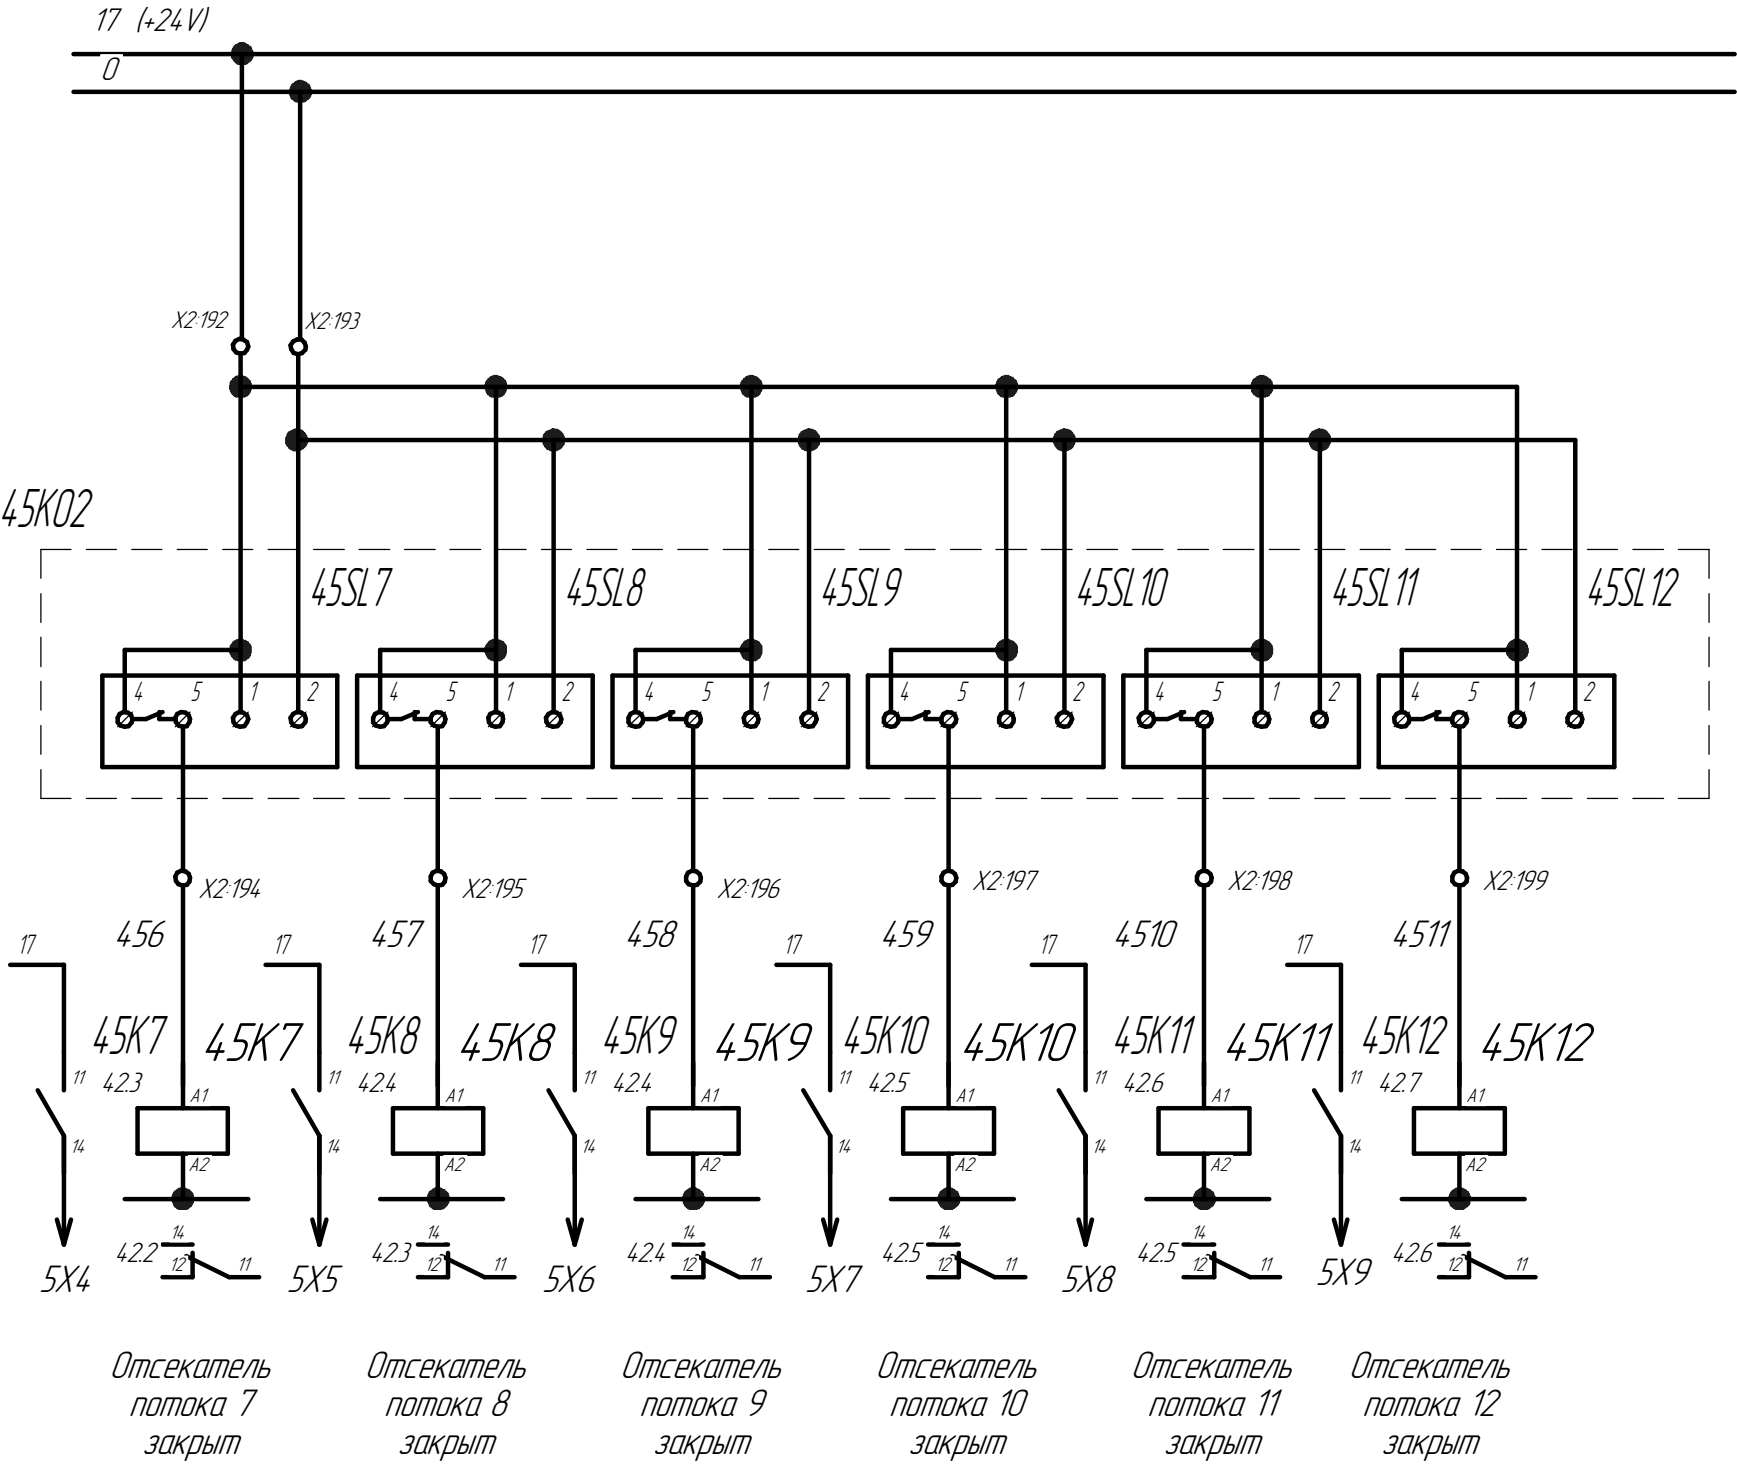 17 (+24V)
0
X2:192 X2:193
45K02
45SL7 45SL8 45SL9 45SL10 45SL11 45SL12
4 5 1 2 4 5 1 2 4 5 1 2 4 5 1 2 4 5 1 2 4 5 1 2
X2:194 X2:195 X2:196 X2:197 X2:198 X2:199
456 457 458 459 4510 4511
17 17 17 17 17 17
45K7 45K7 45K8 45K8 45K9 45K9 45K10 45K10 45K11 45K11 45K12 45K12
11 42.3 11 42.4 11 42.4 11 42.5 11 42.6 11 42.7
A1 A1 A1 A1 A1 A1
14 14 14 14 14 14
A2 A2 A2 A2 A2 A2
14 14 14 14 14 14
42.2 12 11 42.3 12 11 42.4 12 11 42.5 12 11 42.5 12 11 42.6 12 11
5X4 5X5 5X6 5X7 5X8 5X9
Отсекатель
потока 7
закрыт
Отсекатель
потока 8
закрыт
Отсекатель
потока 9
закрыт
Отсекатель
потока 10
закрыт
Отсекатель
потока 11
закрыт
Отсекатель
потока 12
закрыт